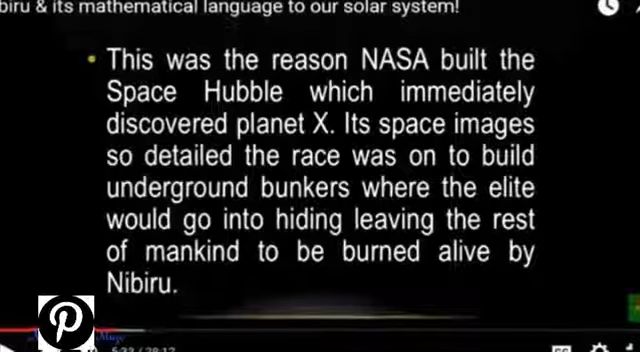 biru & its mathematical language to our solar system!
• This was the reason NASA built the
Space Hubble which immediately
discovered planet X. Its space images
so detailed the race was on to build
underground bunkers where the elite
would go into hiding leaving the rest
of mankind to be burned alive by
Nibiru.